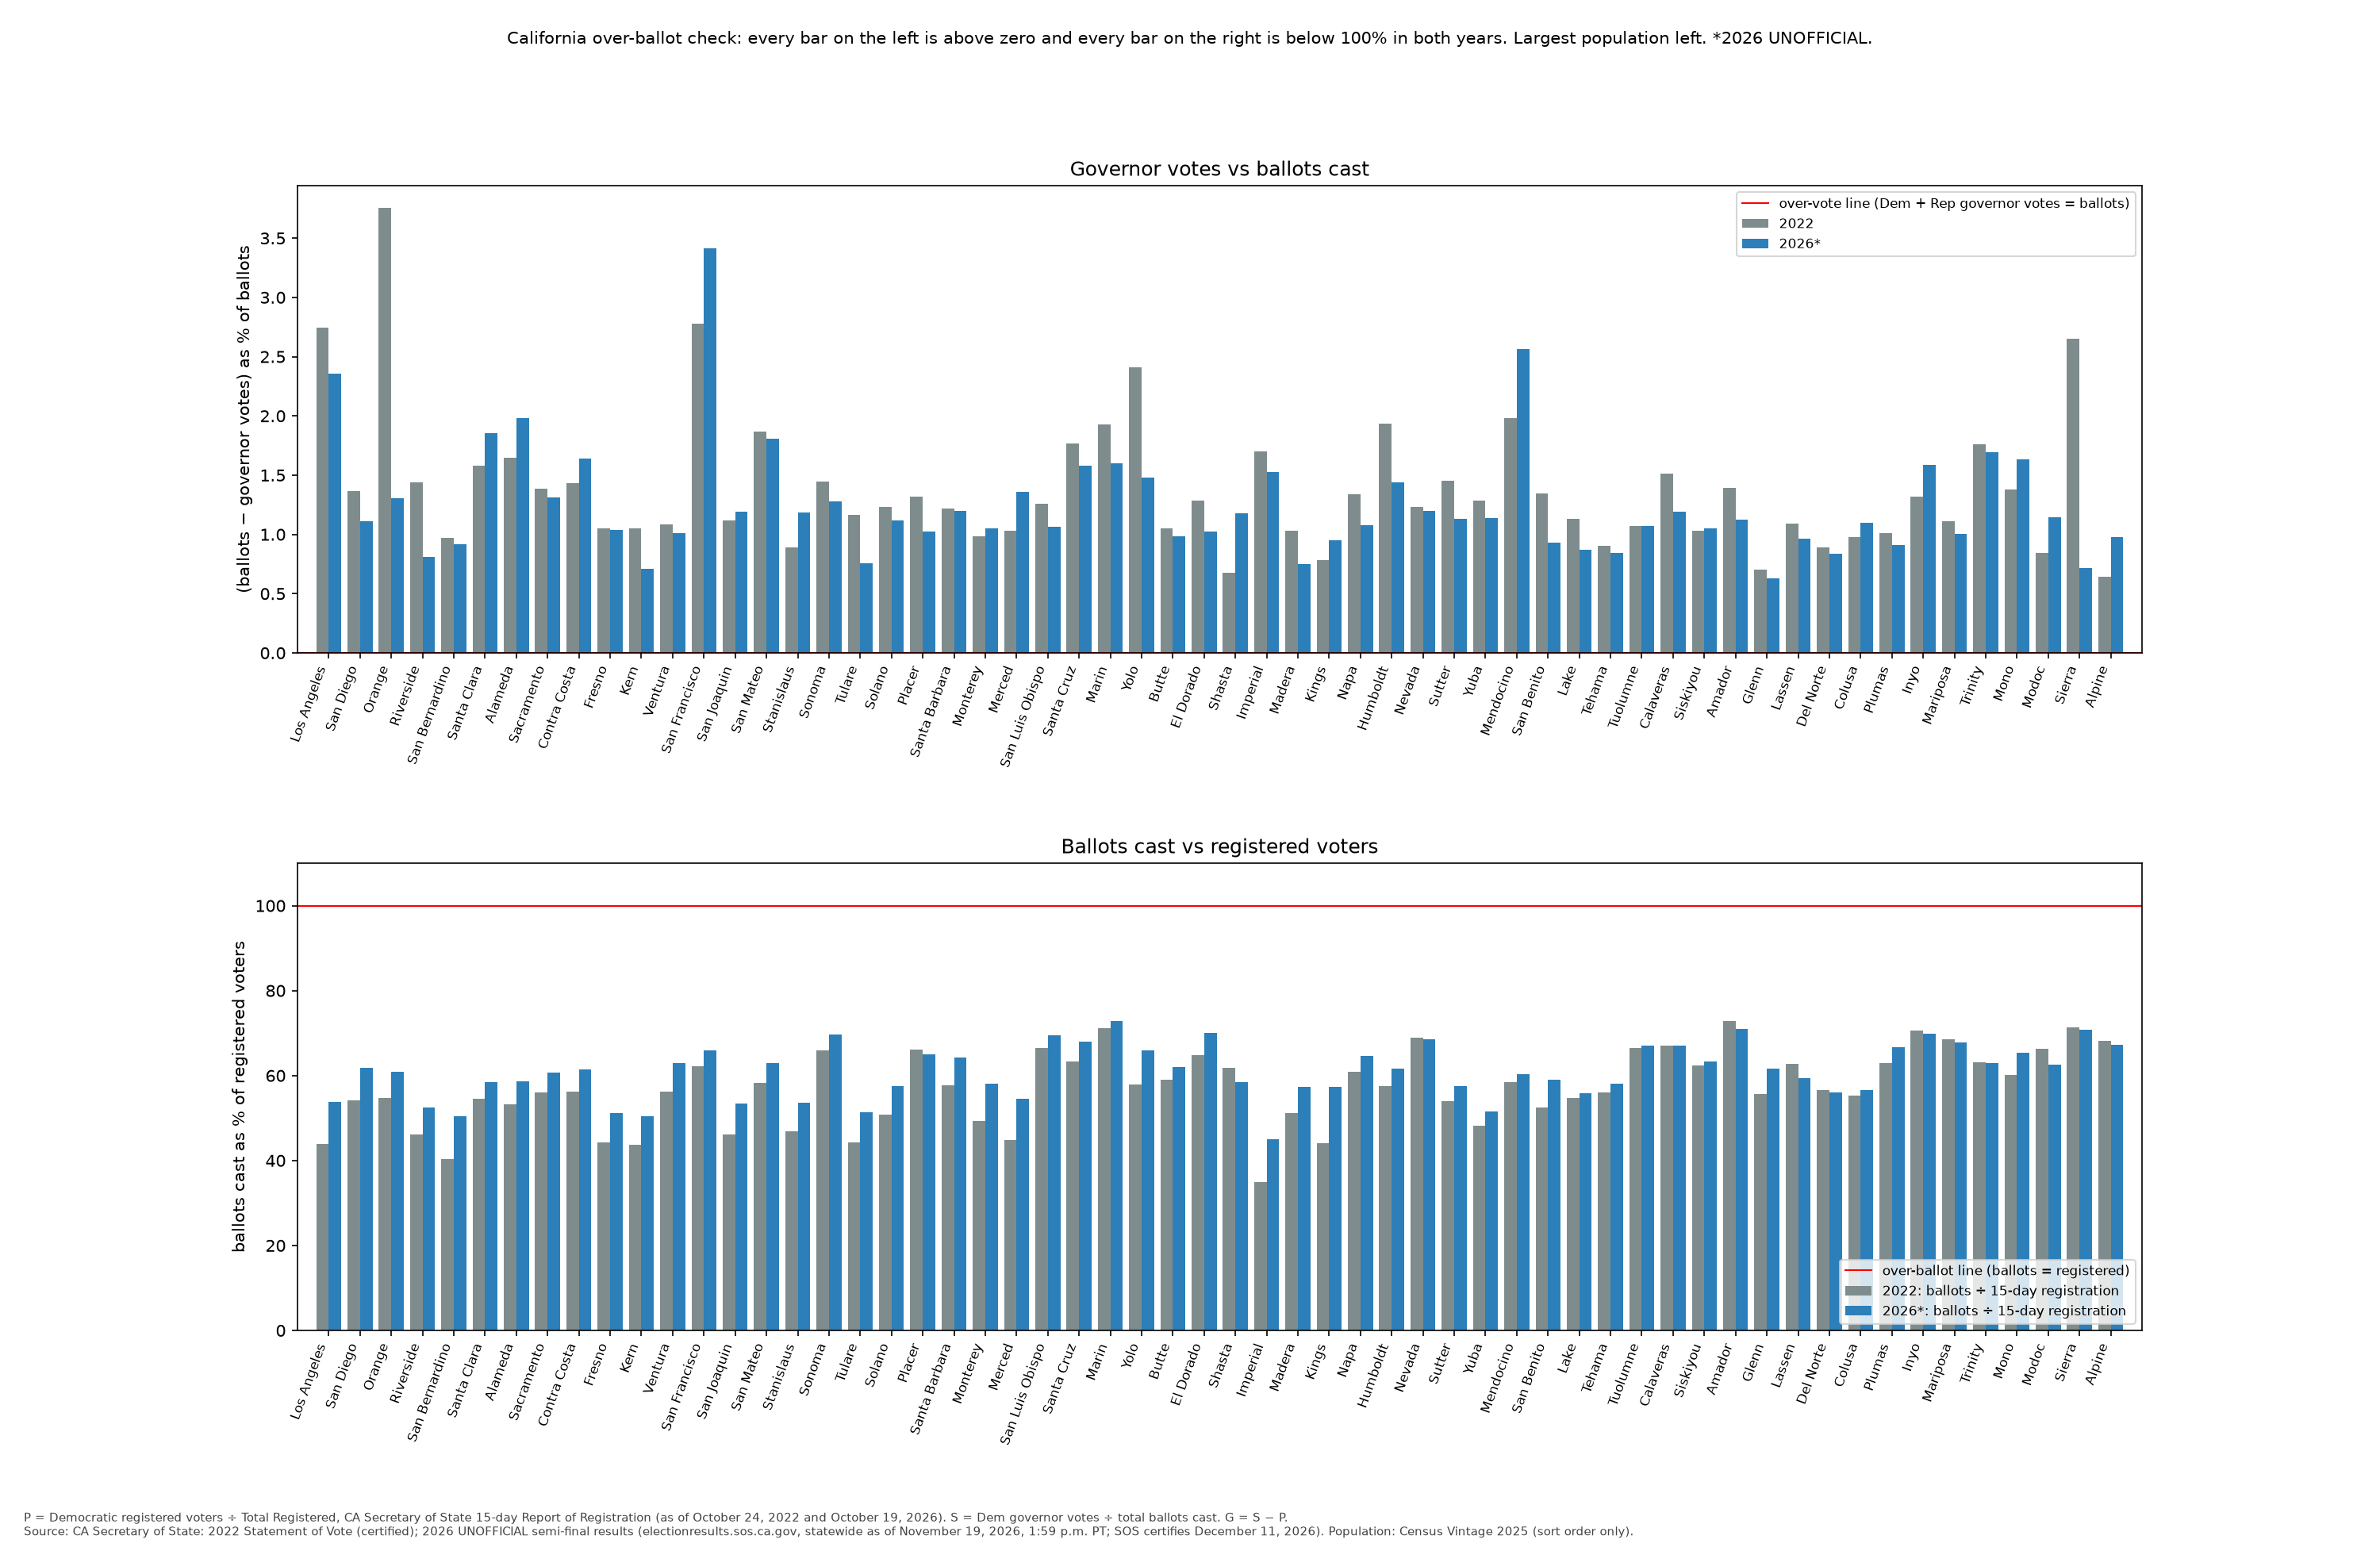 California over-ballot check: every bar on the left is above zero and every bar on the right is below 100% in both years. Largest population left. *2026 UNOFFICIAL.
Governor votes vs ballots cast
(ballots − governor votes) as % of ballots
3.5
3.0
2.5
2.0
1.5
1.0
0.5
0.0
over-vote line (Dem + Rep governor votes = ballots)
2022
2026*
Los Angeles
San Diego
Orange
Riverside
San Bernardino
Santa Clara
Alameda
Sacramento
Contra Costa
Fresno
Kern
Ventura
San Francisco
San Joaquin
San Mateo
Stanislaus
Sonoma
Tulare
Solano
Placer
Santa Barbara
Monterey
Merced
San Luis Obispo
Santa Cruz
Marin
Yolo
Butte
El Dorado
Shasta
Imperial
Madera
Kings
Napa
Humboldt
Nevada
Sutter
Yuba
Mendocino
San Benito
Lake
Tehama
Tuolumne
Calaveras
Siskiyou
Amador
Glenn
Lassen
Del Norte
Colusa
Plumas
Inyo
Mariposa
Trinity
Mono
Modoc
Sierra
Alpine
Ballots cast vs registered voters
ballots cast as % of registered voters
100
80
60
40
20
0
over-ballot line (ballots = registered)
2022: ballots ÷ 15-day registration
2026*: ballots ÷ 15-day registration
Los Angeles
San Diego
Orange
Riverside
San Bernardino
Santa Clara
Alameda
Sacramento
Contra Costa
Fresno
Kern
Ventura
San Francisco
San Joaquin
San Mateo
Stanislaus
Sonoma
Tulare
Solano
Placer
Santa Barbara
Monterey
Merced
San Luis Obispo
Santa Cruz
Marin
Yolo
Butte
El Dorado
Shasta
Imperial
Madera
Kings
Napa
Humboldt
Nevada
Sutter
Yuba
Mendocino
San Benito
Lake
Tehama
Tuolumne
Calaveras
Siskiyou
Amador
Glenn
Lassen
Del Norte
Colusa
Plumas
Inyo
Mariposa
Trinity
Mono
Modoc
Sierra
Alpine
P = Democratic registered voters ÷ Total Registered, CA Secretary of State 15-day Report of Registration (as of October 24, 2022 and October 19, 2026). S = Dem governor votes ÷ total ballots cast. G = S − P.
Source: CA Secretary of State: 2022 Statement of Vote (certified); 2026 UNOFFICIAL semi-final results (electionresults.sos.ca.gov, statewide as of November 19, 2026, 1:59 p.m. PT; SOS certifies December 11, 2026). Population: Census Vintage 2025 (sort order only).